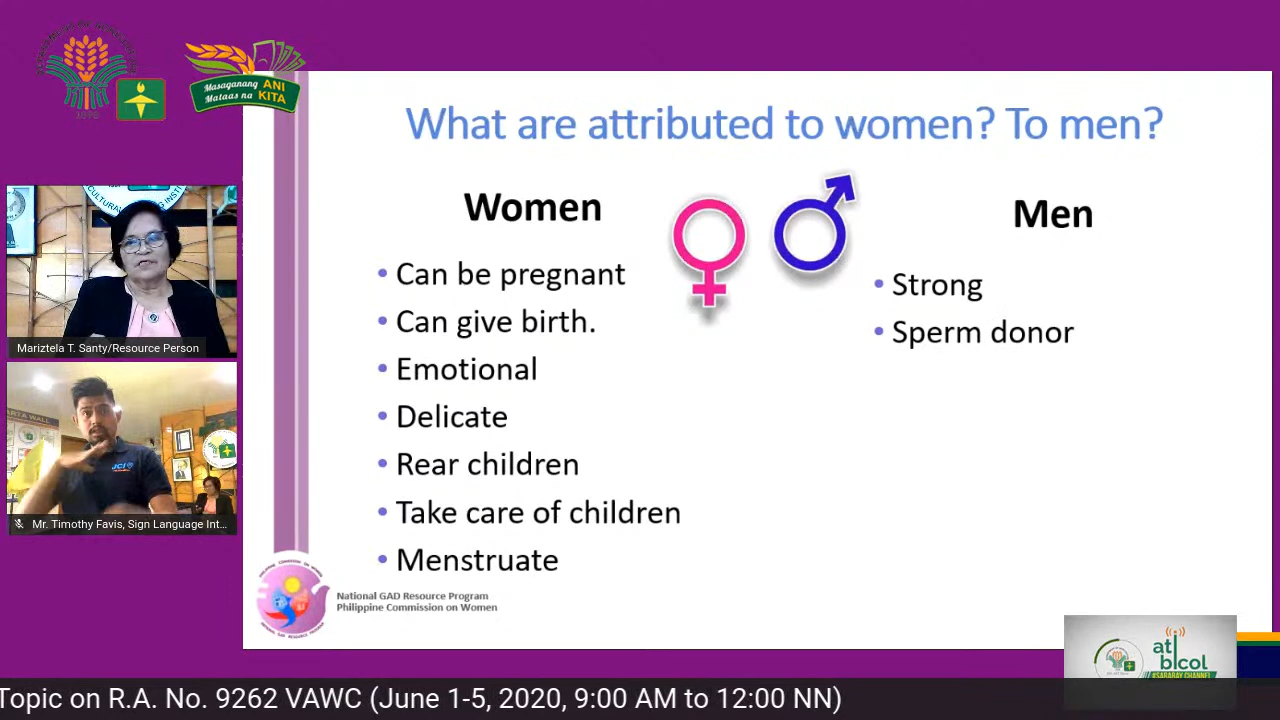 1898
Masaganang ANI
Mataas na KITA
What are attributed to women? To men?
Women
Men
• Can be pregnant
• Can give birth.
• Emotional
• Delicate
• Rear children
• Take care of children
• Menstruate
• Strong
• Sperm donor
Mariztela T. Santy/Resource Person
JCI
Mr. Timothy Favis, Sign Language Int...
National GAD Resource Program
Philippine Commission on Women
ati
bicol
Topic on R.A. No. 9262 VAWC (June 1-5, 2020, 9:00 AM to 12:00 NN)